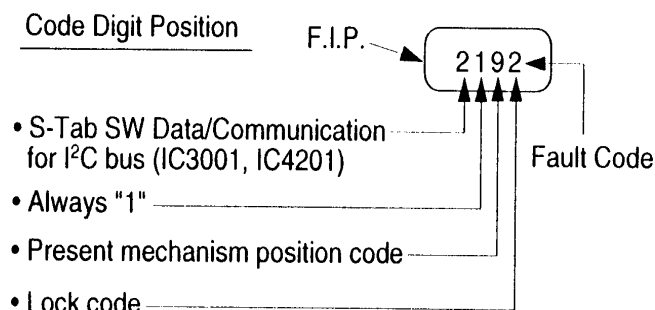 Code Digit Position
F.I.P.
2192
• S-Tab SW Data/Communication
for I²C bus (IC3001, IC4201)
Fault Code
• Always "1"
• Present mechanism position code
• Lock code